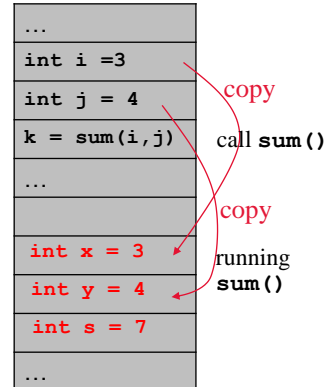 ...
int i =3
int j = 4
copy
k = sum(i,j)
call sum()
...
copy
int x = 3
running
int y = 4
sum()
int s = 7
...